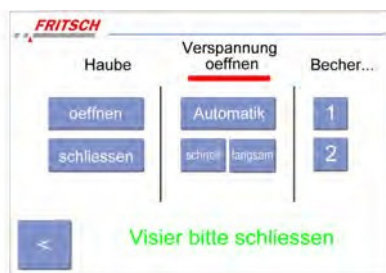 FRITSCH
Haube
Verspannung
oeffnen
Becher...
oeffnen
Automatik
1
schliessen
schnell
langsam
2
<
Visier bitte schliessen